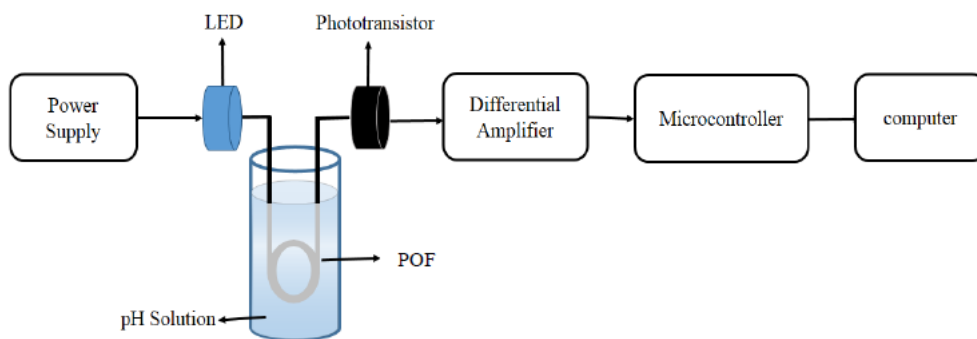 LED
Phototransistor
Power
Supply
Differential
Amplifier
Microcontroller
computer
POF
pH Solution